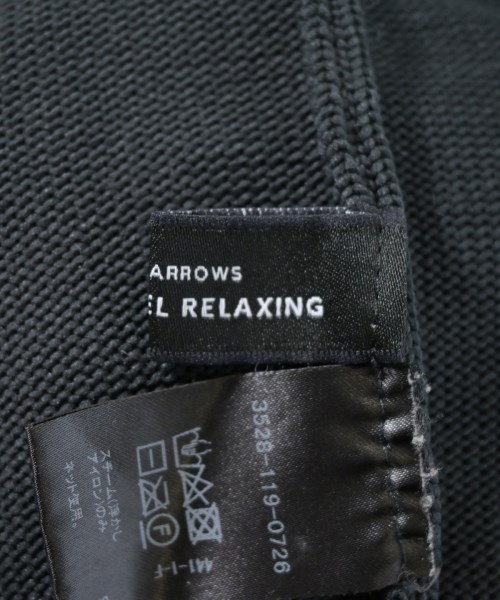 ARROWS
EL RELAXING
3528-119-0726
スチーム浮かし
アイロンのみ
ネット使用。